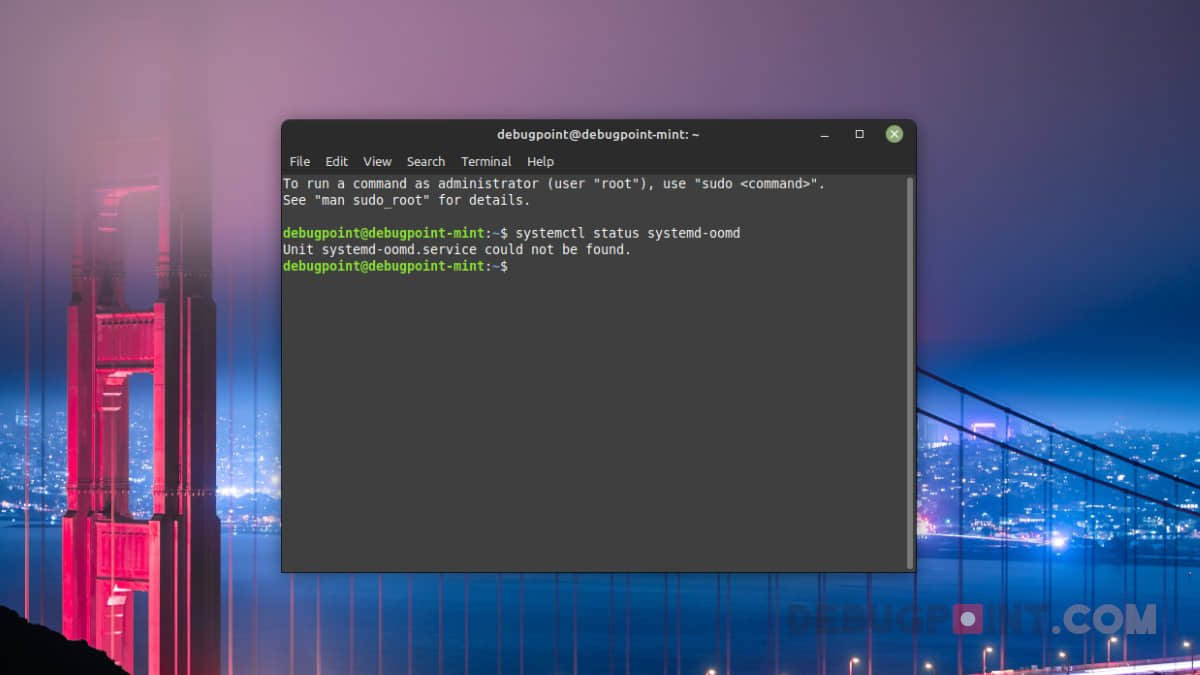 debugpoint@debugpoint-mint: ~
File Edit View Search Terminal Help
To run a command as administrator (user "root"), use "sudo <command>".
See "man sudo_root" for details.
debugpoint@debugpoint-mint:~$ systemctl status systemd-oomd
Unit systemd-oomd.service could not be found.
debugpoint@debugpoint-mint:~$
DEBUGPOINT.COM